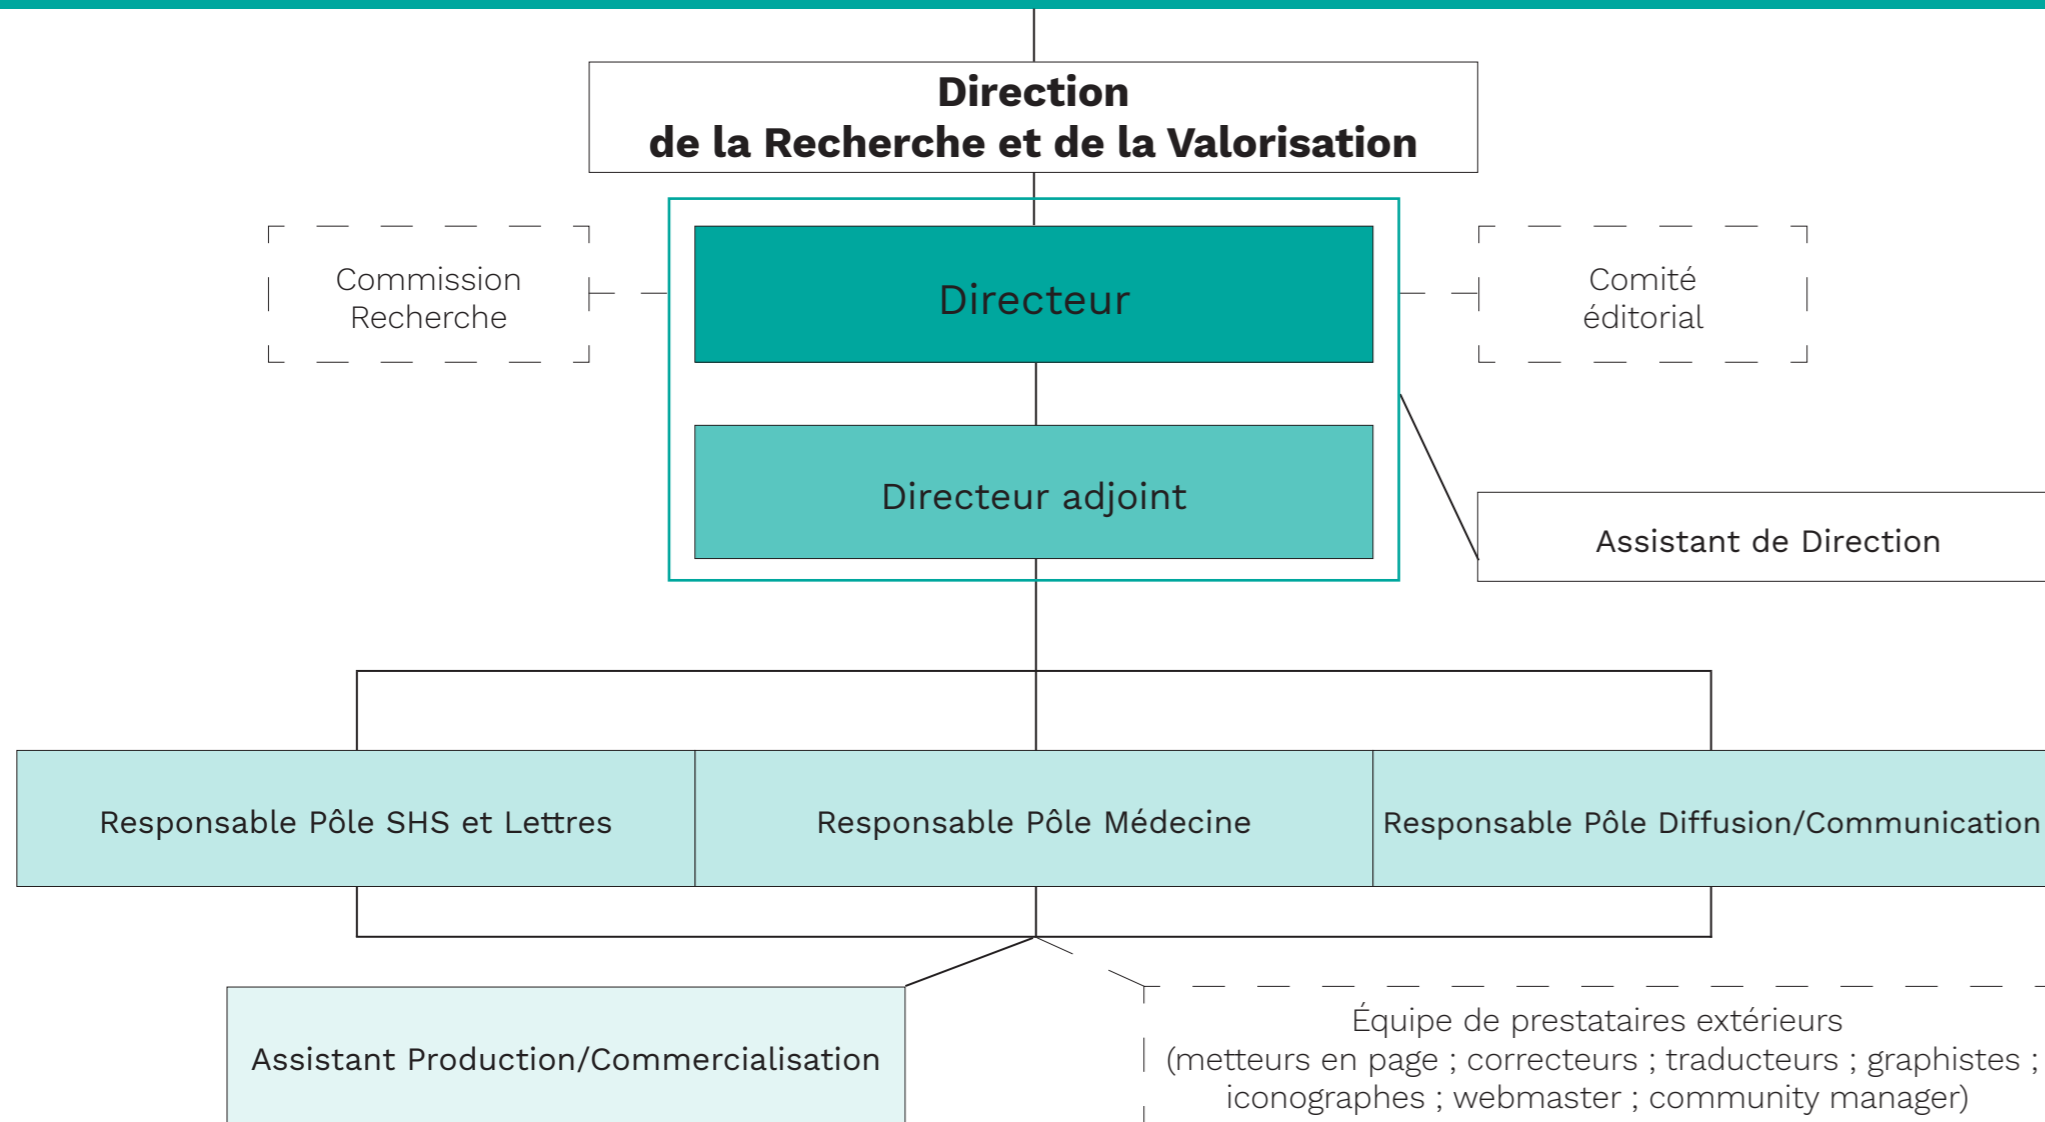 Direction
de la Recherche et de la Valorisation
Commission
Recherche
Directeur
Comité
éditorial
Directeur adjoint
Assistant de Direction
Responsable Pôle SHS et Lettres
Responsable Pôle Médecine
Responsable Pôle Diffusion/Communication
Assistant Production/Commercialisation
Équipe de prestataires extérieurs
(metteurs en page ; correcteurs ; traducteurs ; graphistes ;
iconographes ; webmaster ; community manager)